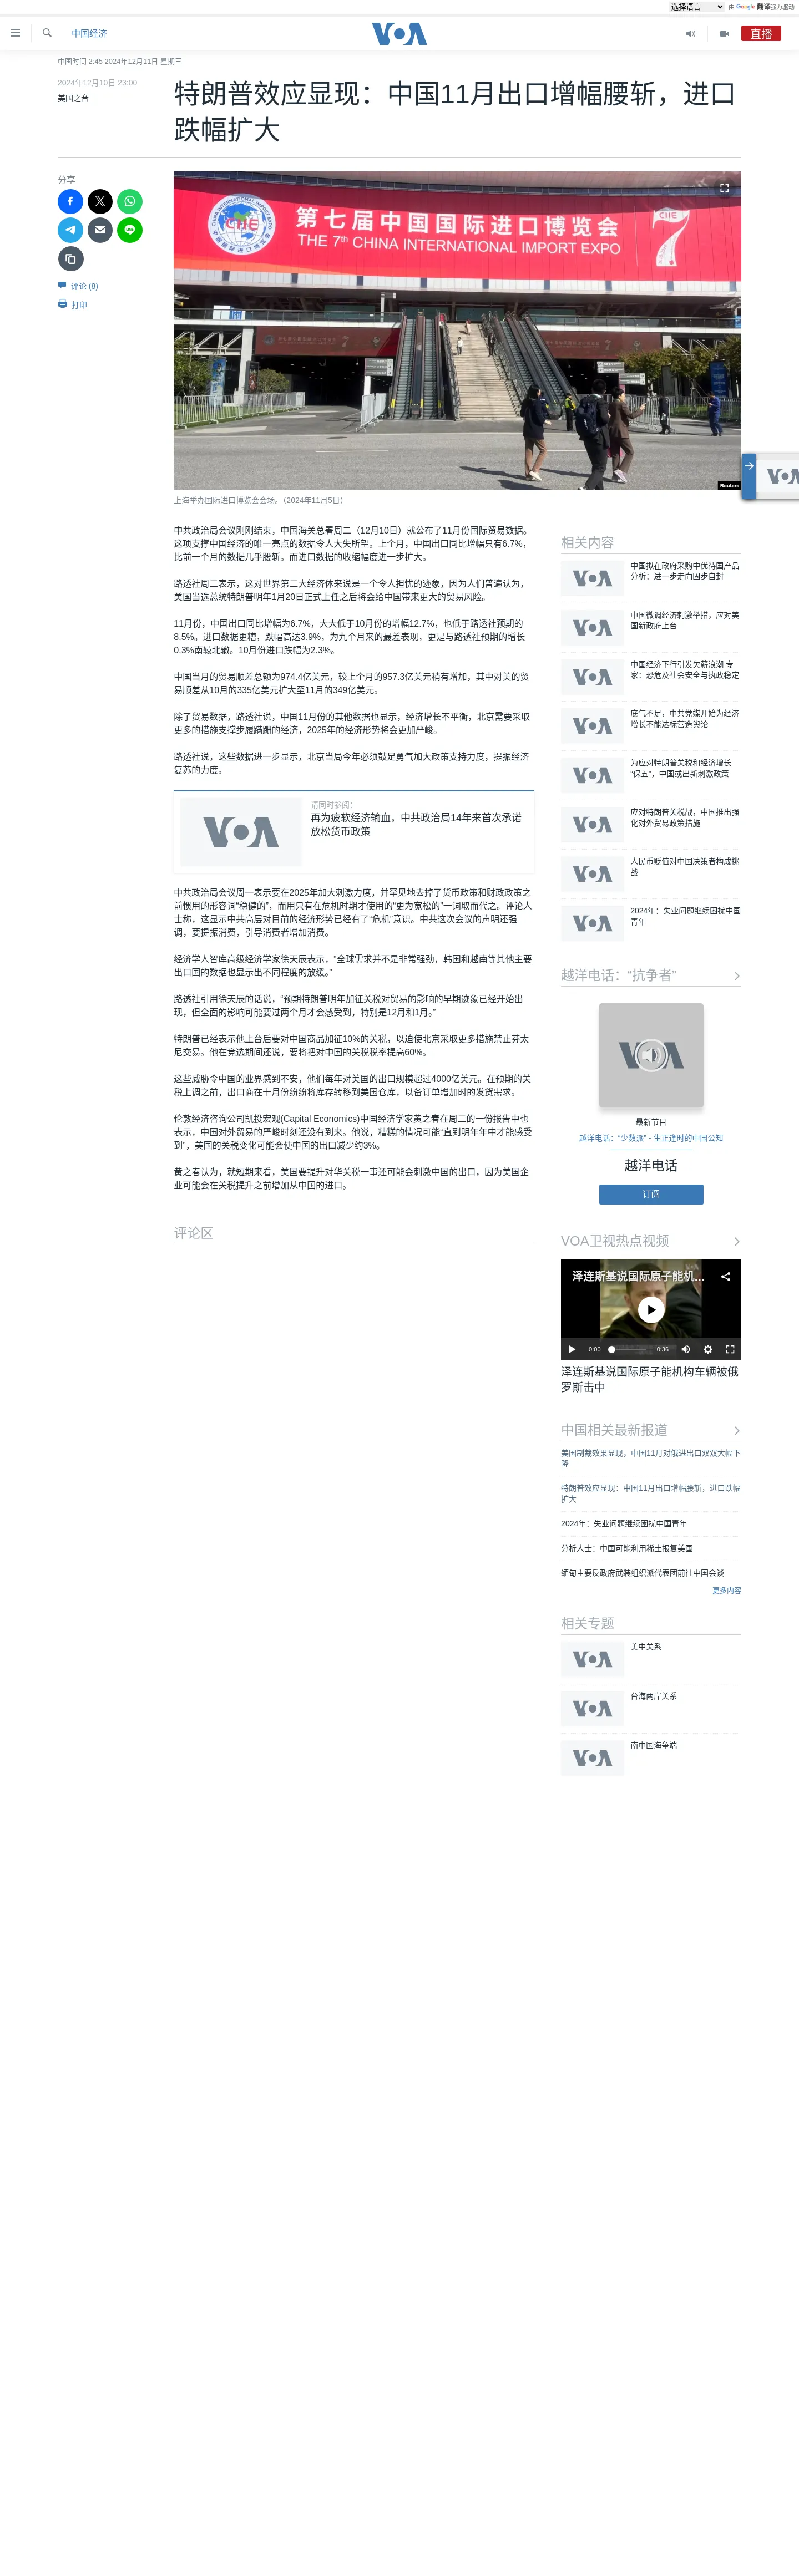 选择语言 由 Google 翻译强力驱动
中国经济
VOA
直播
中国时间 2:45 2024年12月11日 星期三
2024年12月10日 23:00
美国之音
特朗普效应显现：中国11月出口增幅腰斩，进口
跌幅扩大
分享
评论 (8)
打印
CIIE
第七届中国国际进口博览会
THE 7th CHINA INTERNATIONAL IMPORT EXPO
CIIE
7
Reuters
上海举办国际进口博览会会场。（2024年11月5日）
中共政治局会议刚刚结束，中国海关总署周二（12月10日）就公布了11月份国际贸易数据。
这项支撑中国经济的唯一亮点的数据令人大失所望。上个月，中国出口同比增幅只有6.7%，
比前一个月的数据几乎腰斩。而进口数据的收缩幅度进一步扩大。
路透社周二表示，这对世界第二大经济体来说是一个令人担忧的迹象，因为人们普遍认为，
美国当选总统特朗普明年1月20日正式上任之后将会给中国带来更大的贸易风险。
11月份，中国出口同比增幅为6.7%，大大低于10月份的增幅12.7%，也低于路透社预期的
8.5%。进口数据更糟，跌幅高达3.9%，为九个月来的最差表现，更是与路透社预期的增长
0.3%南辕北辙。10月份进口跌幅为2.3%。
中国当月的贸易顺差总额为974.4亿美元，较上个月的957.3亿美元稍有增加，其中对美的贸
易顺差从10月的335亿美元扩大至11月的349亿美元。
除了贸易数据，路透社说，中国11月份的其他数据也显示，经济增长不平衡，北京需要采取
更多的措施支撑步履蹒跚的经济，2025年的经济形势将会更加严峻。
路透社说，这些数据进一步显示，北京当局今年必须鼓足勇气加大政策支持力度，提振经济
复苏的力度。
VOA
请同时参阅：
再为疲软经济输血，中共政治局14年来首次承诺
放松货币政策
中共政治局会议周一表示要在2025年加大刺激力度，并罕见地去掉了货币政策和财政政策之
前惯用的形容词“稳健的”，而用只有在危机时期才使用的“更为宽松的”一词取而代之。评论人
士称，这显示中共高层对目前的经济形势已经有了“危机”意识。中共这次会议的声明还强
调，要提振消费，引导消费者增加消费。
经济学人智库高级经济学家徐天辰表示，“全球需求并不是非常强劲，韩国和越南等其他主要
出口国的数据也显示出不同程度的放缓。”
路透社引用徐天辰的话说，“预期特朗普明年加征关税对贸易的影响的早期迹象已经开始出
现，但全面的影响可能要过两个月才会感受到，特别是12月和1月。”
特朗普已经表示他上台后要对中国商品加征10%的关税，以迫使北京采取更多措施禁止芬太
尼交易。他在竞选期间还说，要将把对中国的关税税率提高60%。
这些威胁令中国的业界感到不安，他们每年对美国的出口规模超过4000亿美元。在预期的关
税上调之前，出口商在十月份纷纷将库存转移到美国仓库，以备订单增加时的发货需求。
伦敦经济咨询公司凯投宏观(Capital Economics)中国经济学家黄之春在周二的一份报告中也
表示，中国对外贸易的严峻时刻还没有到来。他说，糟糕的情况可能“直到明年年中才能感受
到”，美国的关税变化可能会使中国的出口减少约3%。
黄之春认为，就短期来看，美国要提升对华关税一事还可能会刺激中国的出口，因为美国企
业可能会在关税提升之前增加从中国的进口。
评论区
相关内容
VOA
中国拟在政府采购中优待国产品
分析：进一步走向固步自封
VOA
中国微调经济刺激举措，应对美
国新政府上台
VOA
中国经济下行引发欠薪浪潮 专
家：恐危及社会安全与执政稳定
VOA
底气不足，中共党媒开始为经济
增长不能达标营造舆论
VOA
为应对特朗普关税和经济增长
“保五”，中国或出新刺激政策
VOA
应对特朗普关税战，中国推出强
化对外贸易政策措施
VOA
人民币贬值对中国决策者构成挑
战
VOA
2024年：失业问题继续困扰中国
青年
越洋电话：“抗争者”
VOA
最新节目
越洋电话：“少数派” - 生正逢时的中国公知
越洋电话
订阅
VOA卫视热点视频
泽连斯基说国际原子能机...
0:00
0:36
泽连斯基说国际原子能机构车辆被俄
罗斯击中
中国相关最新报道
美国制裁效果显现，中国11月对俄进出口双双大幅下
降
特朗普效应显现：中国11月出口增幅腰斩，进口跌幅
扩大
2024年：失业问题继续困扰中国青年
分析人士：中国可能利用稀土报复美国
缅甸主要反政府武装组织派代表团前往中国会谈
更多内容
相关专题
VOA
美中关系
VOA
台海两岸关系
VOA
南中国海争端